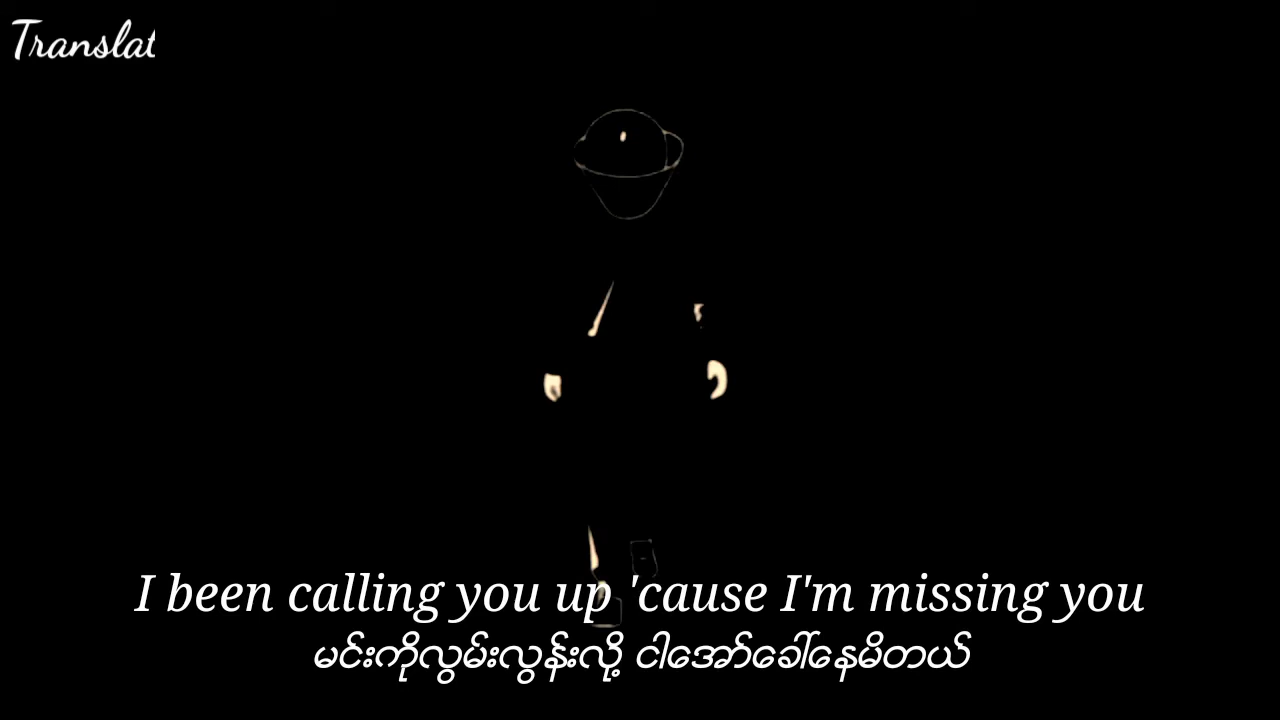 Translat
I been calling you up 'cause I'm missing you
မင်းကိုလွမ်းလွန်းလို့ ငါအော်ခေါ်နေမိတယ်